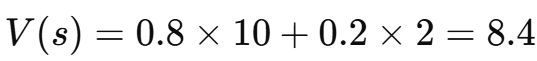 V(s) = 0.8 × 10 + 0.2 × 2 = 8.4